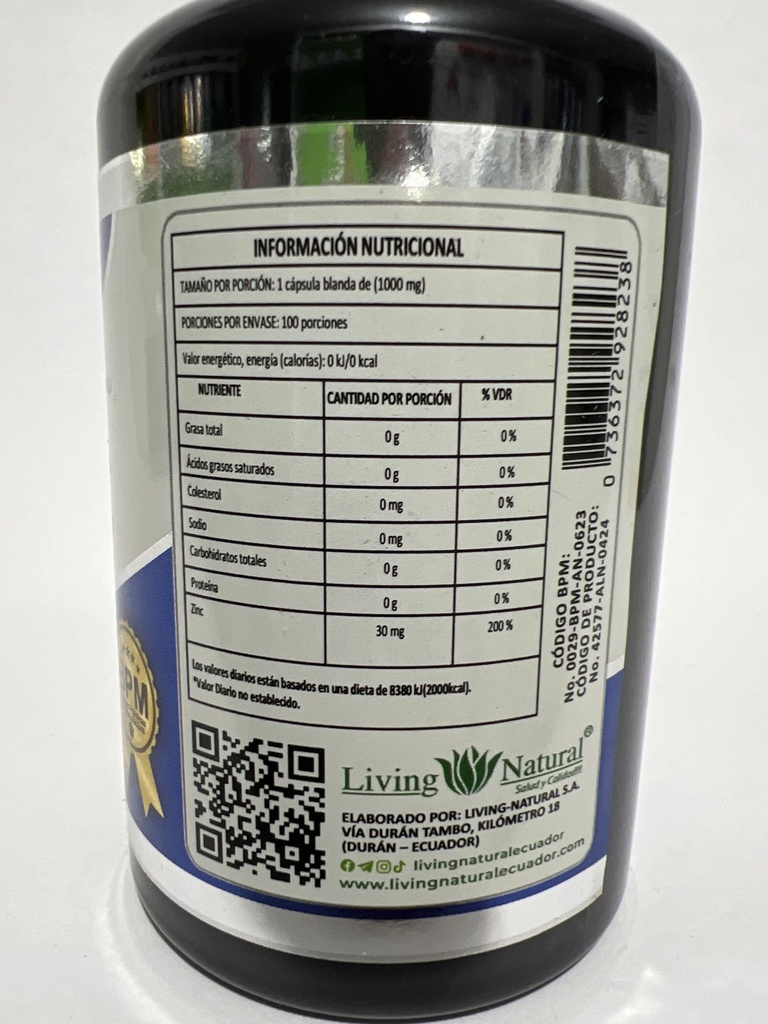 INFORMACIÓN NUTRICIONAL
TAMAÑO POR PORCIÓN: 1 cápsula blanda de (1000 mg)
PORCIONES POR ENVASE: 100 porciones
Valor energético, energía (calorías): 0 kJ/0 kcal
NUTRIENTE CANTIDAD POR PORCIÓN % VDR
Grasa total 0 g 0 %
Ácidos grasos saturados 0 g 0 %
Colesterol 0 mg 0 %
Sodio 0 mg 0 %
Carbohidratos totales 0 g 0 %
Proteina 0 g 0 %
Zinc 30 mg 200 %
Los valores diarios están basados en una dieta de 8380 kJ(2000kcal).
*Valor Diario no establecido.
0 736372 928238
CÓDIGO BPM:
No. 0029-BPM-AN-0623
CÓDIGO DE PRODUCTO:
No. 42577-ALN-0424
BPM
Living Natural®
Salud y Calidad!!!
ELABORADO POR: LIVING-NATURAL S.A.
VÍA DURÁN TAMBO, KILÓMETRO 18
(DURÁN – ECUADOR)
livingnaturalecuador
www.livingnaturalecuador.com